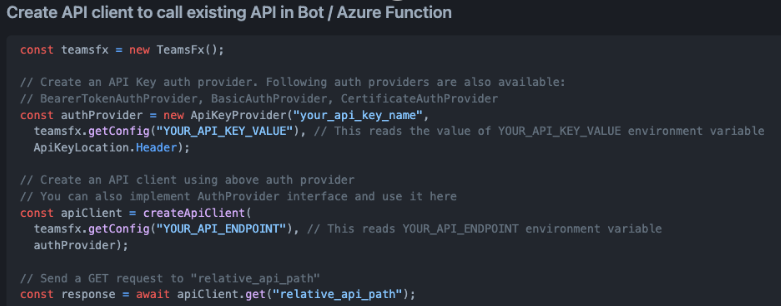 Create API client to call existing API in Bot / Azure Function
const teamsfx = new TeamsFx();
// Create an API Key auth provider. Following auth providers are also available:
// BearerTokenAuthProvider, BasicAuthProvider, CertificateAuthProvider
const authProvider = new ApiKeyProvider("your_api_key_name",
teamsfx.getConfig("YOUR_API_KEY_VALUE"), // This reads the value of YOUR_API_KEY_VALUE environment variable
ApiKeyLocation.Header);
// Create an API client using above auth provider
// You can also implement AuthProvider interface and use it here
const apiClient = createApiClient(
teamsfx.getConfig("YOUR_API_ENDPOINT"), // This reads YOUR_API_ENDPOINT environment variable
authProvider);
// Send a GET request to "relative_api_path"
const response = await apiClient.get("relative_api_path");